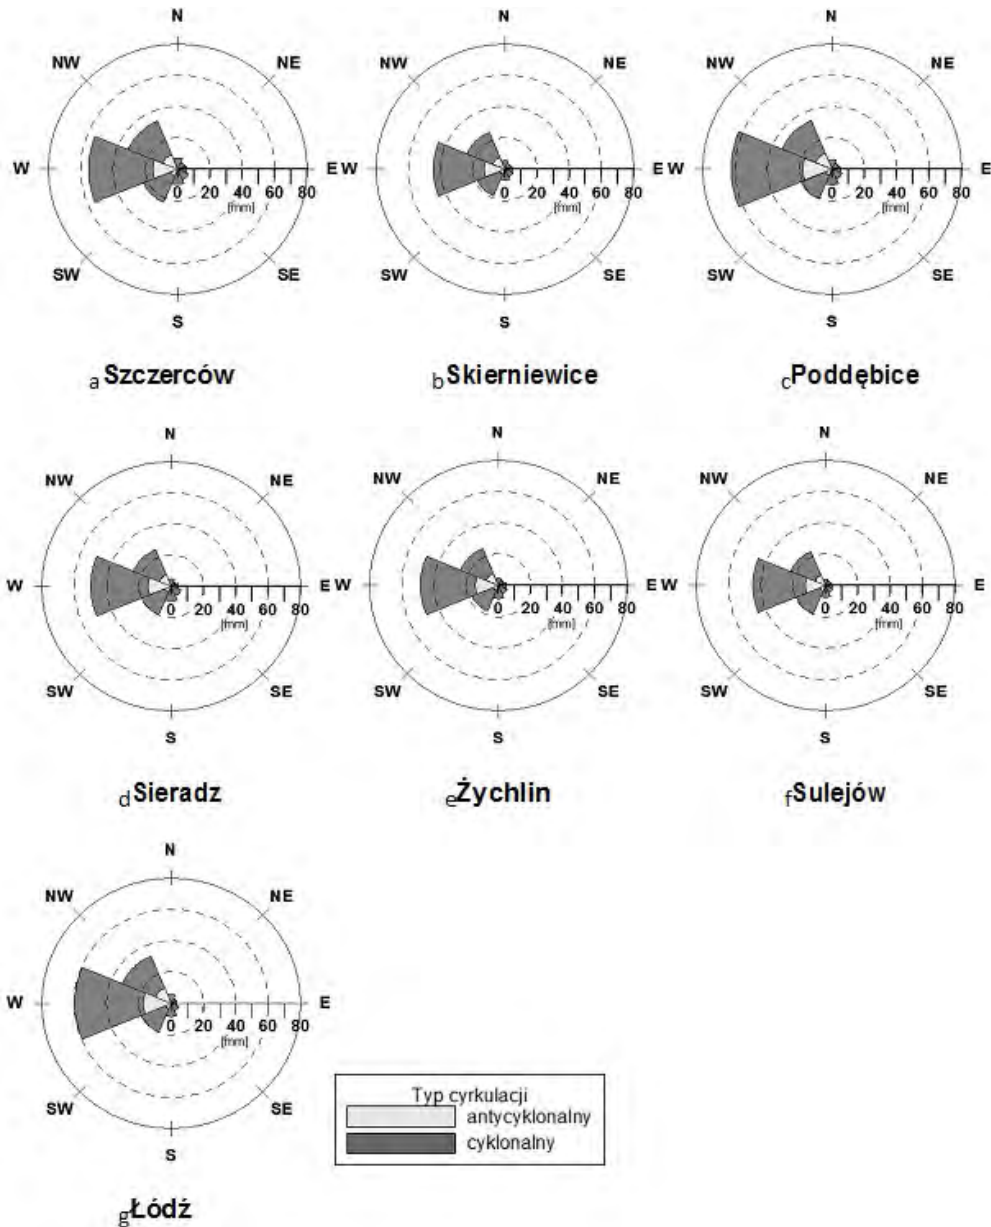 N N N
NW NE NW NE NW NE
W E W E W E
0 20 40 60 80 0 20 40 60 80 0 20 40 60 80
[mm] [mm] [mm]
SW SE SW SE SW SE
S S S
a Szczerców b Skierniewice c Poddębice
N N N
NW NE NW NE NW NE
W E W E W E
0 20 40 60 80 0 20 40 60 80 0 20 40 60 80
[mm] [mm] [mm]
SW SE SW SE SW SE
S S S
d Sieradz e Żychlin f Sulejów
N
NW NE
W E
0 20 40 60 80
[mm]
SW SE
S
g Łódź
Typ cyrkulacji
antycyklonalny
cyklonalny